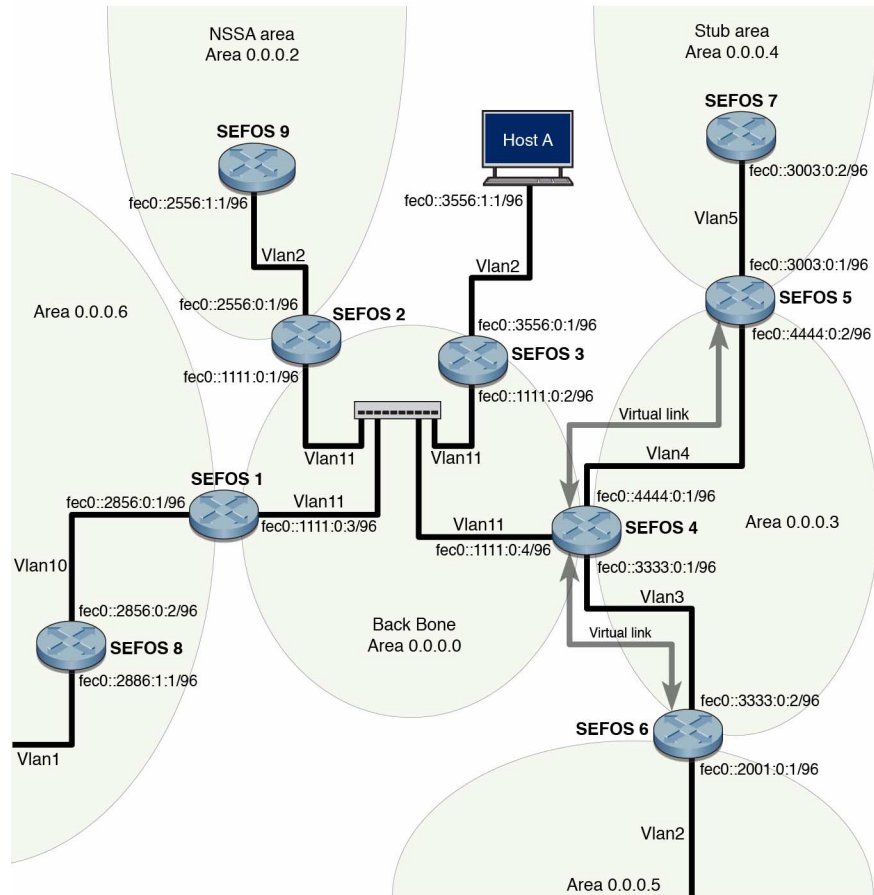 NSSA area
Area 0.0.0.2
Stub area
Area 0.0.0.4
SEFOS 9
fec0::2556:1:1/96
Vlan2
Host A
fec0::3556:1:1/96
Vlan2
SEFOS 7
fec0::3003:0:2/96
Vlan5
fec0::3003:0:1/96
SEFOS 5
fec0::4444:0:2/96
Area 0.0.0.6
fec0::2556:0:1/96
SEFOS 2
fec0::1111:0:1/96
fec0::3556:0:1/96
SEFOS 3
fec0::1111:0:2/96
Virtual link
Vlan11
Vlan11
Vlan4
SEFOS 1
fec0::2856:0:1/96
Vlan11
fec0::1111:0:3/96
Vlan11
fec0::1111:0:4/96
fec0::4444:0:1/96
SEFOS 4
fec0::3333:0:1/96
Area 0.0.0.3
Vlan10
Vlan3
fec0::2856:0:2/96
SEFOS 8
fec0::2886:1:1/96
Back Bone
Area 0.0.0.0
Virtual link
Vlan1
fec0::3333:0:2/96
SEFOS 6
fec0::2001:0:1/96
Vlan2
Area 0.0.0.5